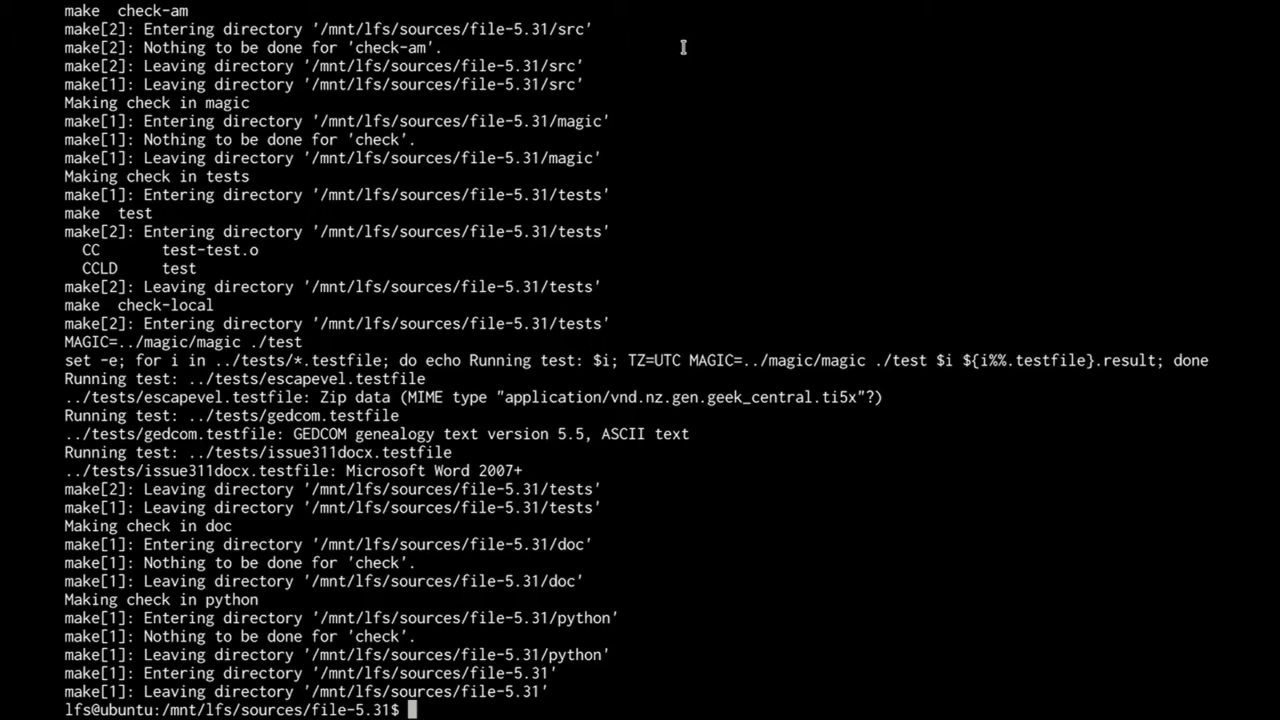 make  check-am
make[2]: Entering directory '/mnt/lfs/sources/file-5.31/src'
make[2]: Nothing to be done for 'check-am'.
make[2]: Leaving directory '/mnt/lfs/sources/file-5.31/src'
make[1]: Leaving directory '/mnt/lfs/sources/file-5.31/src'
Making check in magic
make[1]: Entering directory '/mnt/lfs/sources/file-5.31/magic'
make[1]: Nothing to be done for 'check'.
make[1]: Leaving directory '/mnt/lfs/sources/file-5.31/magic'
Making check in tests
make[1]: Entering directory '/mnt/lfs/sources/file-5.31/tests'
make  test
make[2]: Entering directory '/mnt/lfs/sources/file-5.31/tests'
  CC       test-test.o
  CCLD     test
make[2]: Leaving directory '/mnt/lfs/sources/file-5.31/tests'
make  check-local
make[2]: Entering directory '/mnt/lfs/sources/file-5.31/tests'
MAGIC=../magic/magic ./test
set -e; for i in ../tests/*.testfile; do echo Running test: $i; TZ=UTC MAGIC=../magic/magic ./test $i ${i%%.testfile}.result; done
Running test: ../tests/escapevel.testfile
../tests/escapevel.testfile: Zip data (MIME type "application/vnd.nz.gen.geek_central.ti5x"?)
Running test: ../tests/gedcom.testfile
../tests/gedcom.testfile: GEDCOM genealogy text version 5.5, ASCII text
Running test: ../tests/issue311docx.testfile
../tests/issue311docx.testfile: Microsoft Word 2007+
make[2]: Leaving directory '/mnt/lfs/sources/file-5.31/tests'
make[1]: Leaving directory '/mnt/lfs/sources/file-5.31/tests'
Making check in doc
make[1]: Entering directory '/mnt/lfs/sources/file-5.31/doc'
make[1]: Nothing to be done for 'check'.
make[1]: Leaving directory '/mnt/lfs/sources/file-5.31/doc'
Making check in python
make[1]: Entering directory '/mnt/lfs/sources/file-5.31/python'
make[1]: Nothing to be done for 'check'.
make[1]: Leaving directory '/mnt/lfs/sources/file-5.31/python'
make[1]: Entering directory '/mnt/lfs/sources/file-5.31'
make[1]: Leaving directory '/mnt/lfs/sources/file-5.31'
lfs@ubuntu:/mnt/lfs/sources/file-5.31$